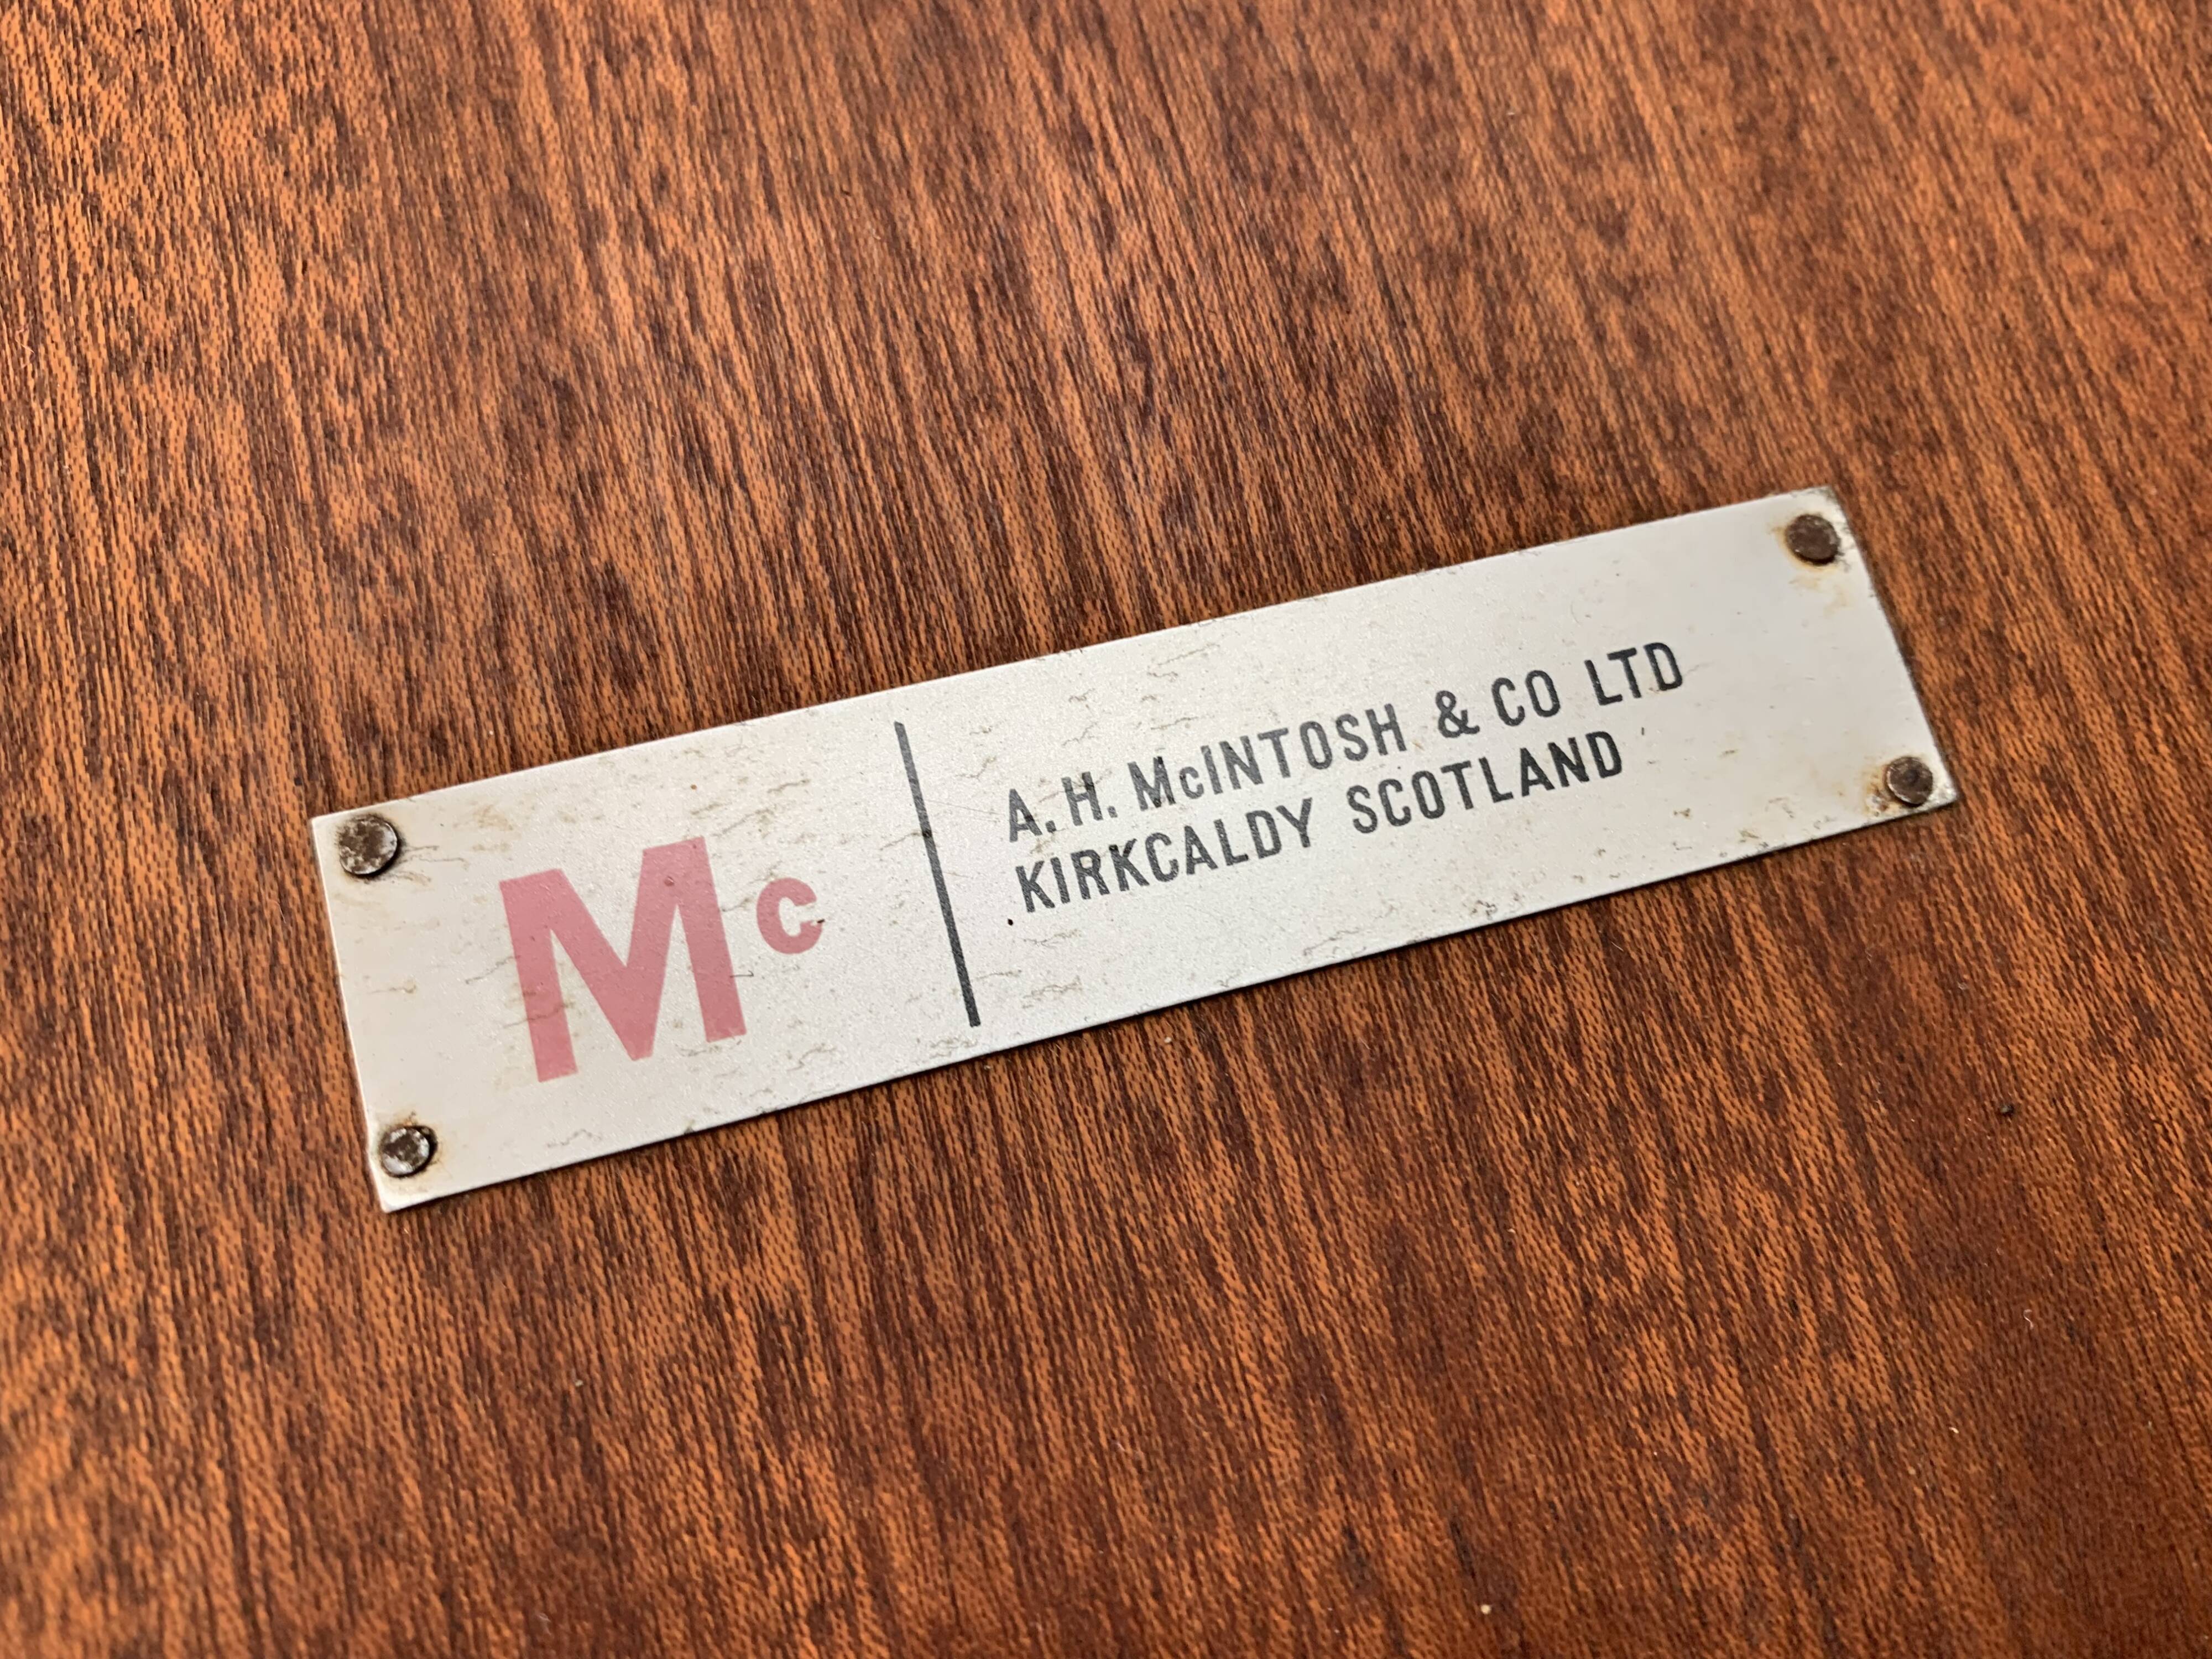 Mc
A. H. McINTOSH & CO LTD
KIRKCALDY SCOTLAND